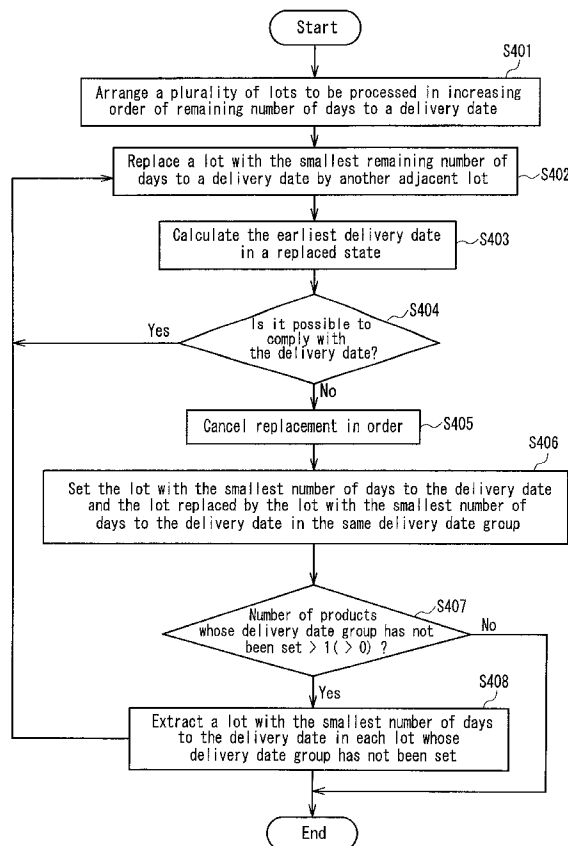 Start
S401
Arrange a plurality of lots to be processed in increasing
order of remaining number of days to a delivery date
Replace a lot with the smallest remaining number of
days to a delivery date by another adjacent lot
S402
Calculate the earliest delivery date
in a replaced state
S403
S404
Yes
Is it possible to
comply with
the delivery date?
No
Cancel replacement in order
S405
S406
Set the lot with the smallest number of days to the delivery date
and the lot replaced by the lot with the smallest number of
days to the delivery date in the same delivery date group
S407
Number of products
whose delivery date group has not
been set > 1( > 0) ?
No
Yes
S408
Extract a lot with the smallest number of days
to the delivery date in each lot whose
delivery date group has not been set
End